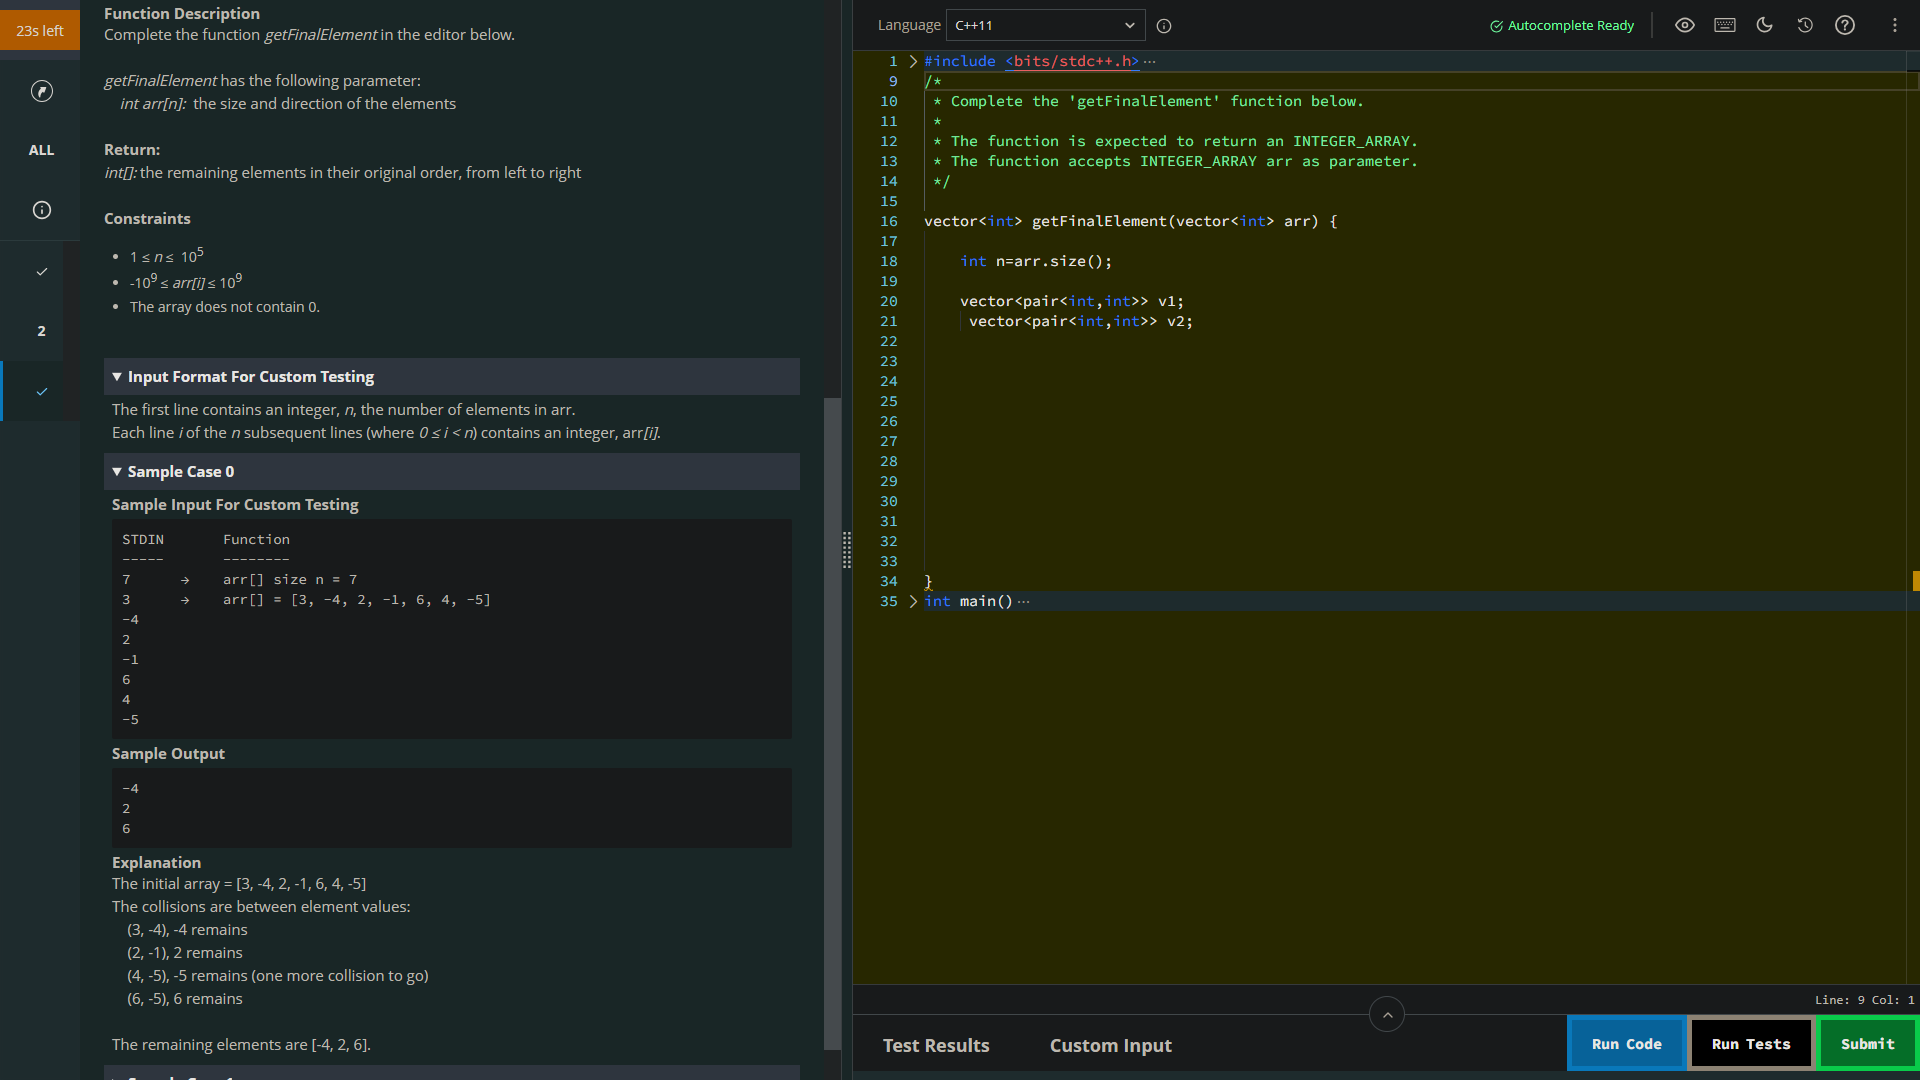 23s left
ALL
2
Function Description
Complete the function getFinalElement in the editor below.
getFinalElement has the following parameter:
int arr[n]: the size and direction of the elements
Return:
int[]: the remaining elements in their original order, from left to right
Constraints
• 1 ≤ n ≤ 10^5
• -10^9 ≤ arr[i] ≤ 10^9
• The array does not contain 0.
▼ Input Format For Custom Testing
The first line contains an integer, n, the number of elements in arr.
Each line i of the n subsequent lines (where 0 ≤ i < n) contains an integer, arr[i].
▼ Sample Case 0
Sample Input For Custom Testing
STDIN Function
----- --------
7 → arr[] size n = 7
3 → arr[] = [3, -4, 2, -1, 6, 4, -5]
-4
2
-1
6
4
-5
Sample Output
-4
2
6
Explanation
The initial array = [3, -4, 2, -1, 6, 4, -5]
The collisions are between element values:
(3, -4), -4 remains
(2, -1), 2 remains
(4, -5), -5 remains (one more collision to go)
(6, -5), 6 remains
The remaining elements are [-4, 2, 6].
Language C++11
Autocomplete Ready
1 > #include <bits/stdc++.h> ···
9 /*
10 * Complete the 'getFinalElement' function below.
11 *
12 * The function is expected to return an INTEGER_ARRAY.
13 * The function accepts INTEGER_ARRAY arr as parameter.
14 */
15
16 vector<int> getFinalElement(vector<int> arr) {
17
18 int n=arr.size();
19
20 vector<pair<int,int>> v1;
21 vector<pair<int,int>> v2;
22
23
24
25
26
27
28
29
30
31
32
33
34 }
35 > int main() ···
Line: 9 Col: 1
Test Results
Custom Input
Run Code
Run Tests
Submit